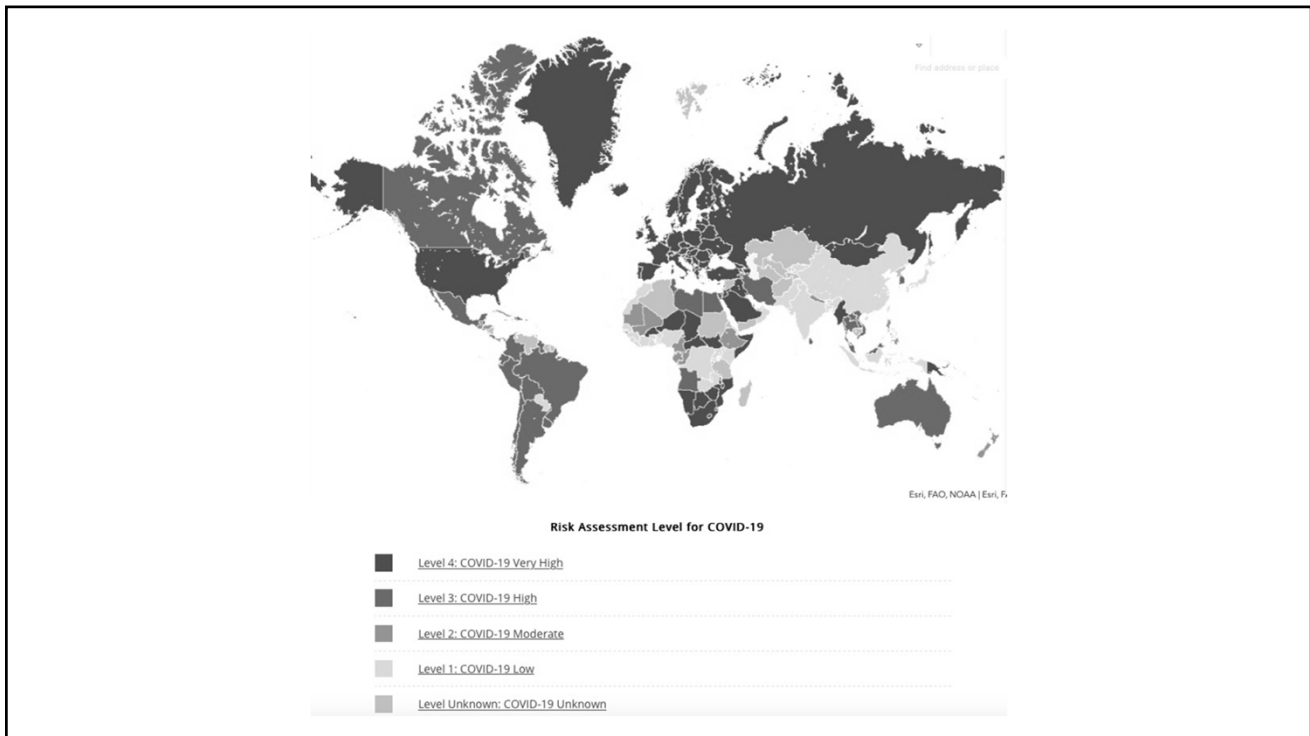 Find address or place
Esri, FAO, NOAA | Esri, F
Risk Assessment Level for COVID-19
Level 4: COVID-19 Very High
Level 3: COVID-19 High
Level 2: COVID-19 Moderate
Level 1: COVID-19 Low
Level Unknown: COVID-19 Unknown